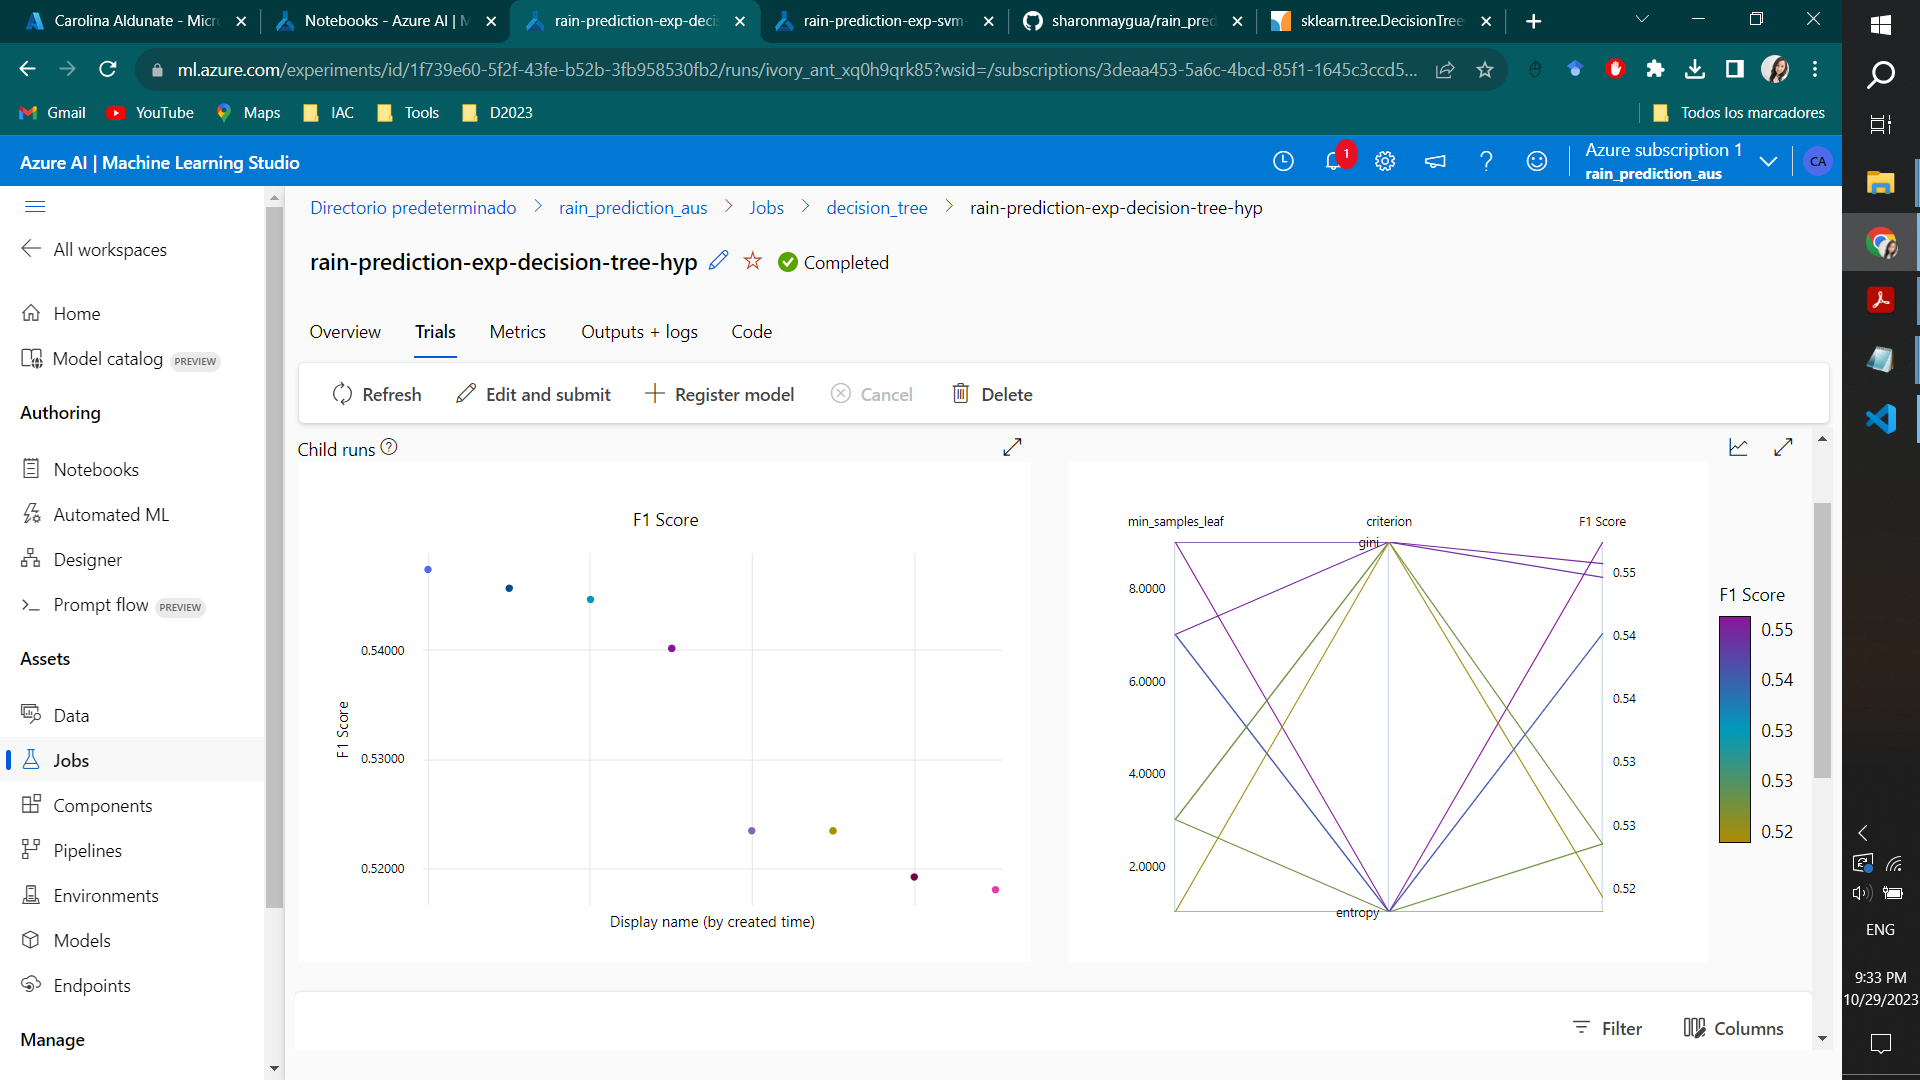 Carolina Aldunate - Micr
Notebooks - Azure AI | M
rain-prediction-exp-decis
rain-prediction-exp-svm-
sharonmaygua/rain_pred
sklearn.tree.DecisionTree
ml.azure.com/experiments/id/1f739e60-5f2f-43fe-b52b-3fb958530fb2/runs/ivory_ant_xq0h9qrk85?wsid=/subscriptions/3deaa453-5a6c-4bcd-85f1-1645c3ccd5...
Gmail YouTube Maps IAC Tools D2023 Todos los marcadores
Azure AI | Machine Learning Studio
1
Azure subscription 1
rain_prediction_aus
CA
All workspaces
Home
Model catalog PREVIEW
Authoring
Notebooks
Automated ML
Designer
Prompt flow PREVIEW
Assets
Data
Jobs
Components
Pipelines
Environments
Models
Endpoints
Manage
Directorio predeterminado > rain_prediction_aus > Jobs > decision_tree > rain-prediction-exp-decision-tree-hyp
rain-prediction-exp-decision-tree-hyp Completed
Overview Trials Metrics Outputs + logs Code
Refresh Edit and submit Register model Cancel Delete
Child runs
F1 Score
F1 Score
0.54000
0.53000
0.52000
Display name (by created time)
min_samples_leaf criterion F1 Score
8.0000
6.0000
4.0000
2.0000
gini
entropy
0.55
0.54
0.54
0.53
0.53
0.52
F1 Score
0.55
0.54
0.53
0.53
0.52
Filter Columns
ENG
9:33 PM
10/29/2023